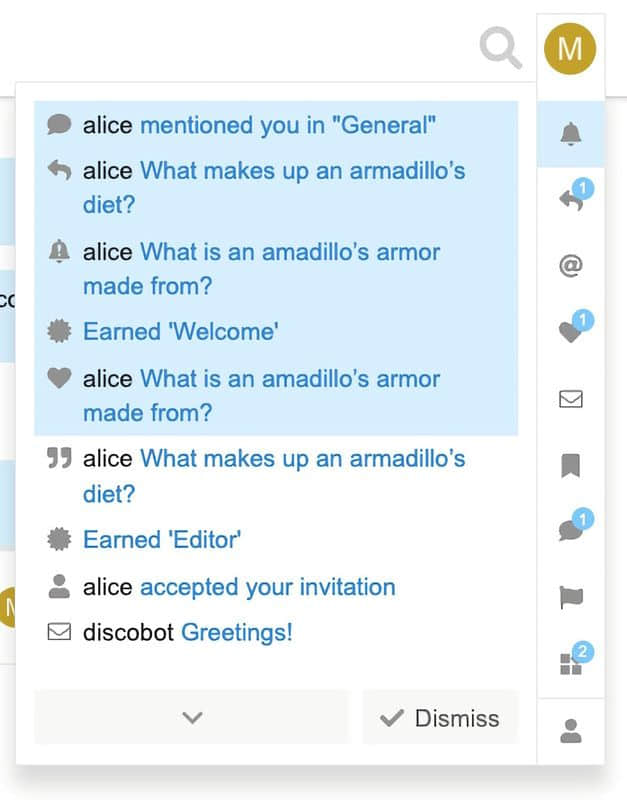 M
alice mentioned you in "General"
alice What makes up an armadillo’s
diet?
1
alice What is an amadillo’s armor
made from?
@
Earned 'Welcome'
1
alice What is an amadillo’s armor
made from?
alice What makes up an armadillo’s
diet?
1
Earned 'Editor'
alice accepted your invitation
discobot Greetings!
2
Dismiss